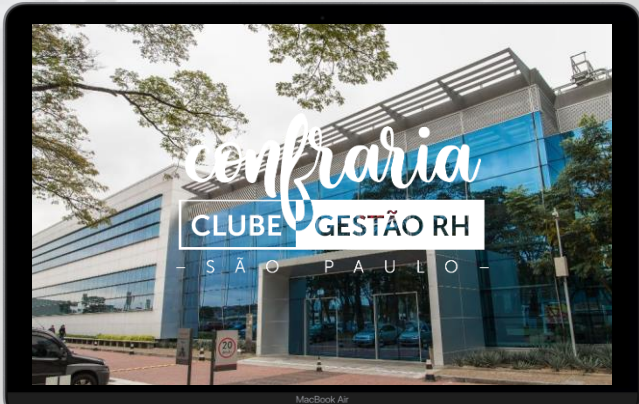 confraria
CLUBE GESTÃO RH
– SÃO PAULO –
20
MacBook Air